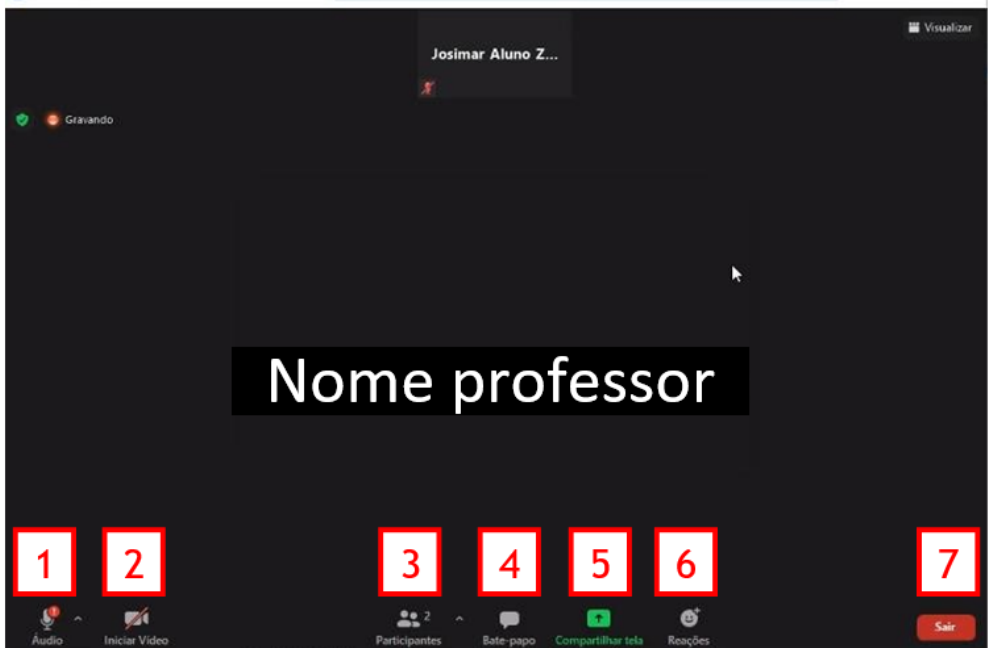 Visualizar
Josimar Aluno Z...
Gravando
Nome professor
1 2 3 4 5 6 7
2
Áudio Iniciar Vídeo Participantes Bate-papo Compartilhar tela Reações Sair